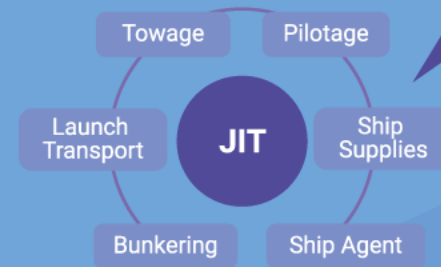 Towage
Pilotage
Launch
Transport
JIT
Ship
Supplies
Bunkering
Ship Agent